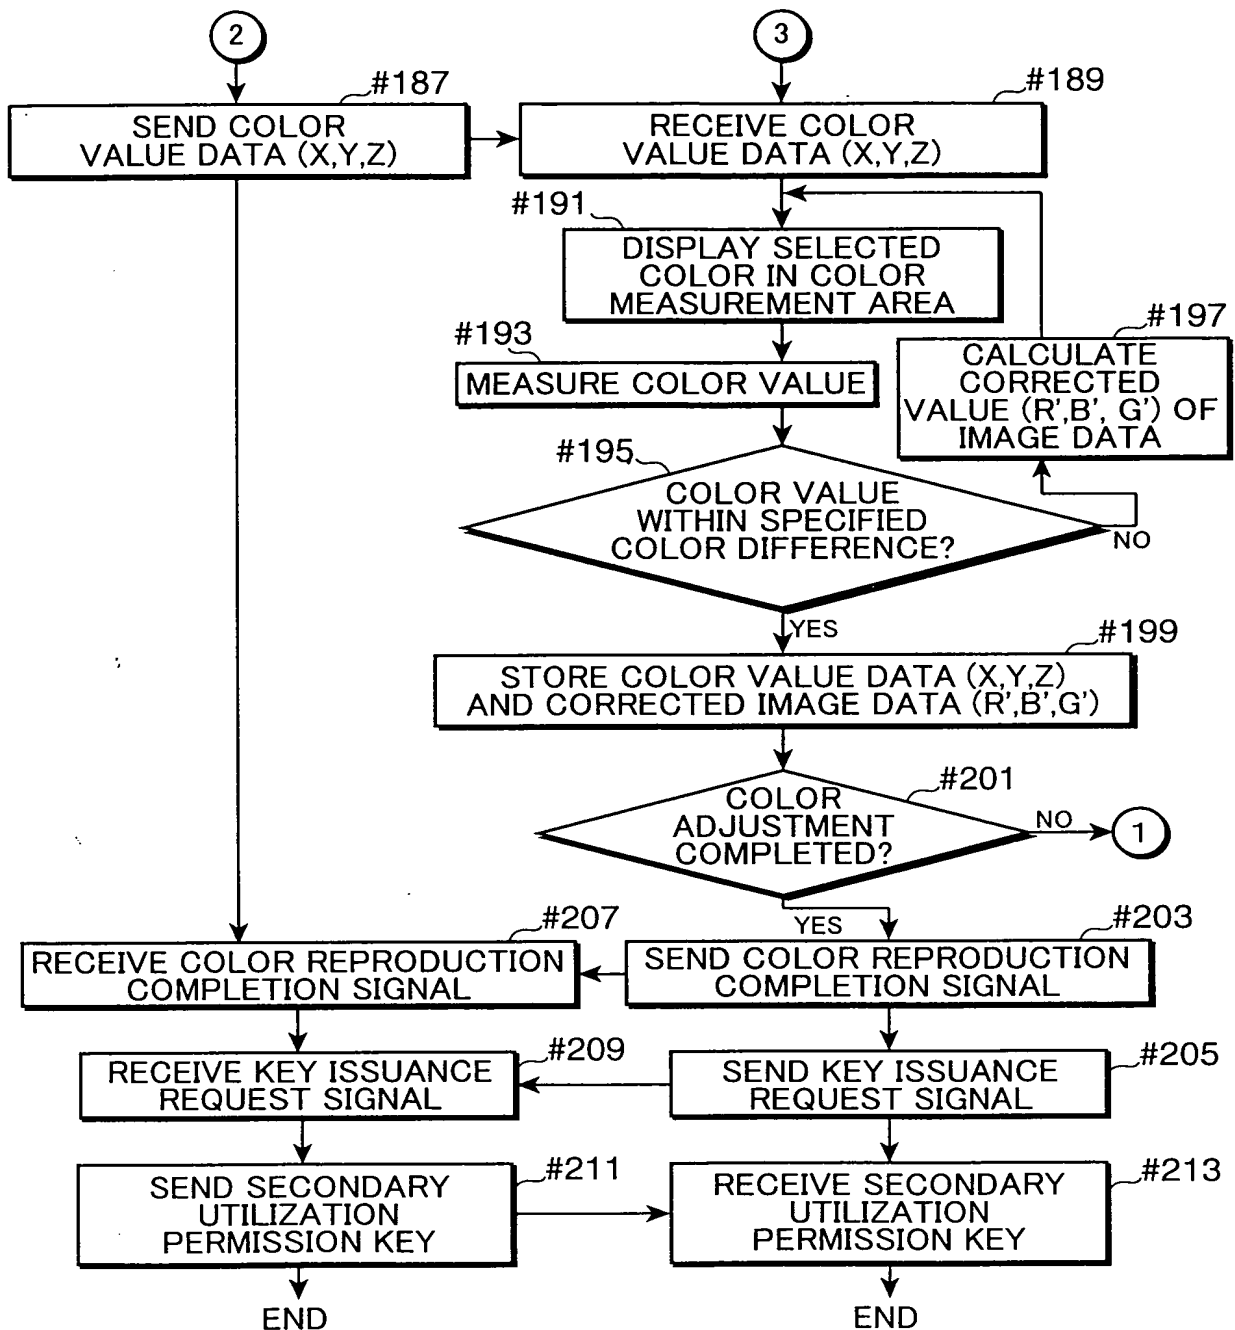 2
3
#187
#189
SEND COLOR
VALUE DATA (X,Y,Z)
RECEIVE COLOR
VALUE DATA (X,Y,Z)
#191
DISPLAY SELECTED
COLOR IN COLOR
MEASUREMENT AREA
#193
MEASURE COLOR VALUE
#197
CALCULATE
CORRECTED
VALUE (R',B', G') OF
IMAGE DATA
#195
COLOR VALUE
WITHIN SPECIFIED
COLOR DIFFERENCE?
NO
YES
#199
STORE COLOR VALUE DATA (X,Y,Z)
AND CORRECTED IMAGE DATA (R',B',G')
#201
COLOR
ADJUSTMENT
COMPLETED?
NO
1
YES
#207
#203
RECEIVE COLOR REPRODUCTION
COMPLETION SIGNAL
SEND COLOR REPRODUCTION
COMPLETION SIGNAL
#209
#205
RECEIVE KEY ISSUANCE
REQUEST SIGNAL
SEND KEY ISSUANCE
REQUEST SIGNAL
#211
#213
SEND SECONDARY
UTILIZATION
PERMISSION KEY
RECEIVE SECONDARY
UTILIZATION
PERMISSION KEY
END
END